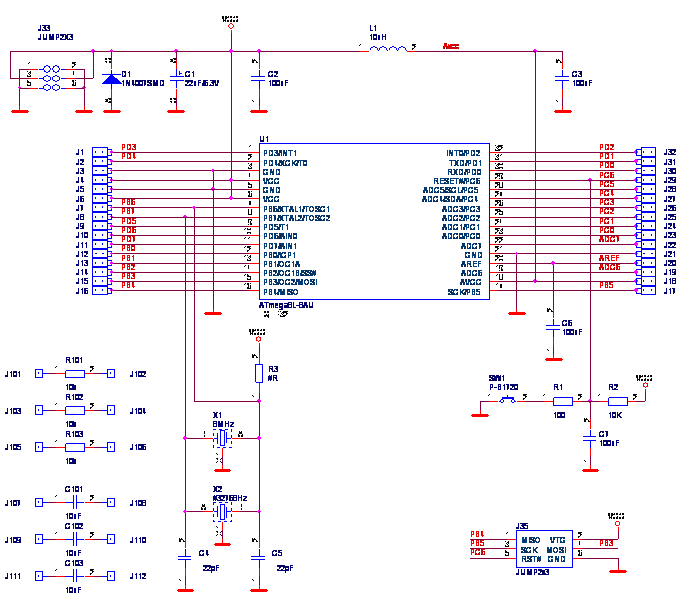 J33
JUMP2X3
L1
10uH
Avcc
D1
1N4007SMD
C1
22uF/6.3V
C2
100nF
C3
100nF
U1
J1 PD3 PD3/INT1 INT0/PD2 PD2 J32
J2 PD4 PD4/XCK/T0 TXD/PD1 PD1 J31
J3 GND RXD/PD0 PD0 J30
J4 VCC RESET#/PC6 PC6 J29
J5 GND ADC5/SCL/PC5 PC5 J28
J6 VCC ADC4/SDA/PC4 PC4 J27
J7 PB6 PB6/XTAL1/TOSC1 ADC3/PC3 PC3 J26
J8 PB7 PB7/XTAL2/TOSC2 ADC2/PC2 PC2 J25
J9 PD5 PD5/T1 ADC1/PC1 PC1 J24
J10 PD6 PD6/AIN0 ADC0/PC0 PC0 J23
J11 PD7 PD7/AIN1 ADC7 ADC7 J22
J12 PB0 PB0/ICP1 GND J21
J13 PB1 PB1/OC1A AREF AREF J20
J14 PB2 PB2/OC1B/SS# ADC6 ADC6 J19
J15 PB3 PB3/OC2/MOSI AVCC J18
J16 PB4 PB4/MISO SCK/PB5 PB5 J17
ATmega8L-8AU
C6
100nF
R3
#R
J101 R101 J102
10k
J103 R102 J104
10k
J105 R103 J106
10k
SW1
P-B1720
R1
100
R2
10K
C7
100nF
X1
8MHz
X2
#32768Hz
J107 C101 J108
10nF
J109 C102 J110
10nF
J111 C103 J112
10nF
C4
22pF
C5
22pF
J35
PB4 1 MISO VTG 2
PB5 3 SCK MOSI 4 PB3
PC6 5 RST# GND 6
JUMP2x3